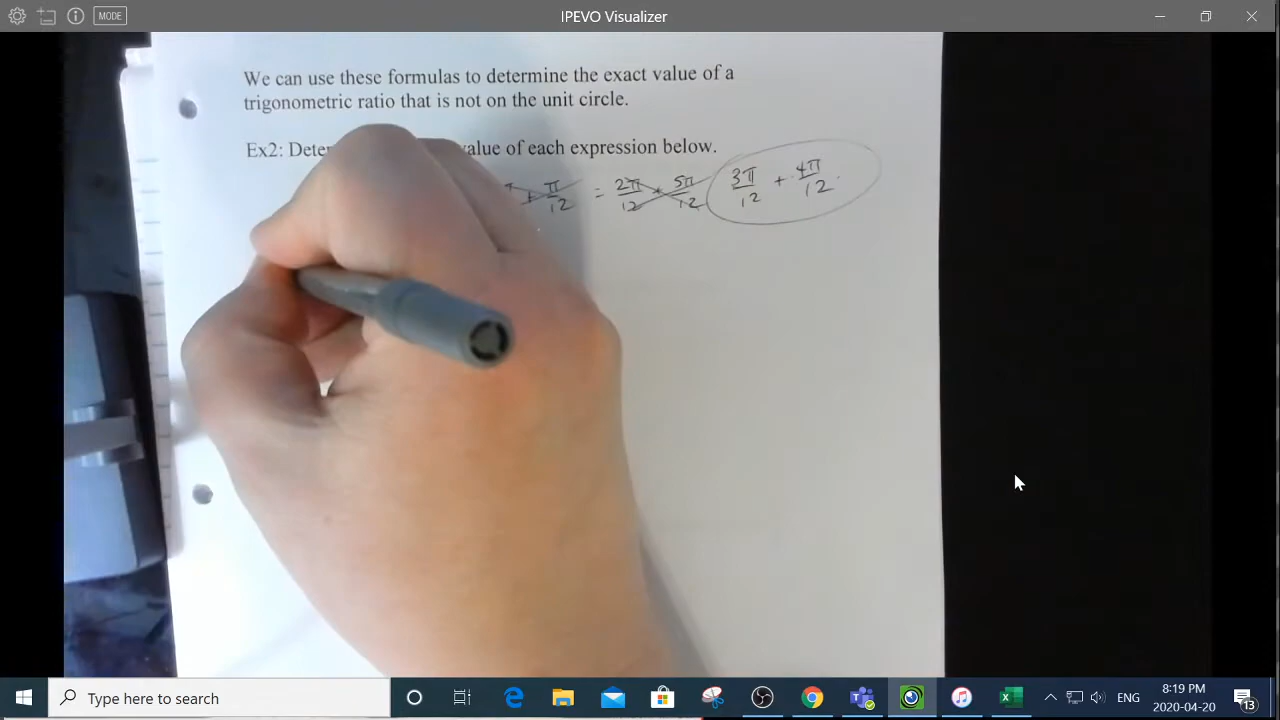 IPEVO Visualizer
MODE
We can use these formulas to determine the exact value of a
trigonometric ratio that is not on the unit circle.
Ex2: Deter value of each expression below.
π + π/12 = 2π/12 + 5π/12 3π/12 + 4π/12
Type here to search
ENG
8:19 PM
2020-04-20
13